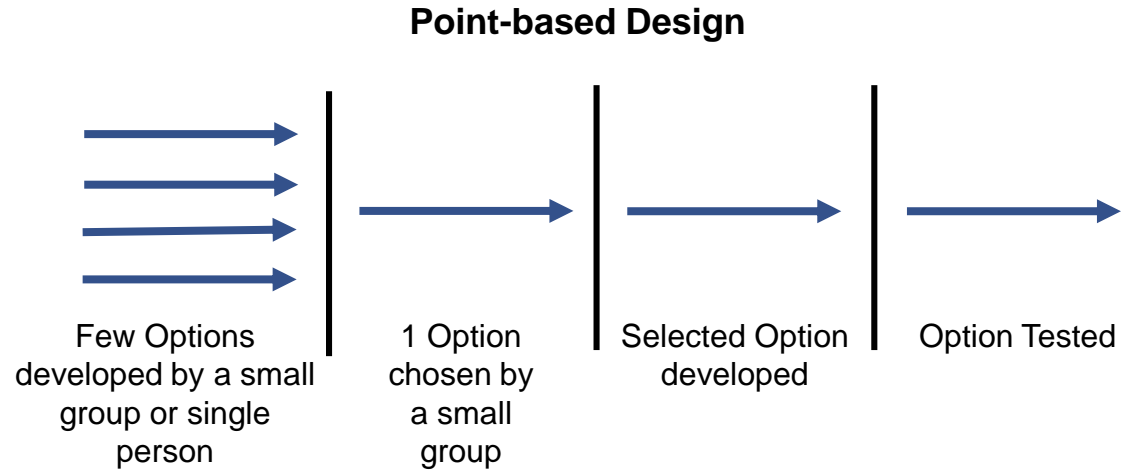 Point-based Design
Few Options
developed by a small
group or single
person
1 Option
chosen by
a small
group
Selected Option
developed
Option Tested